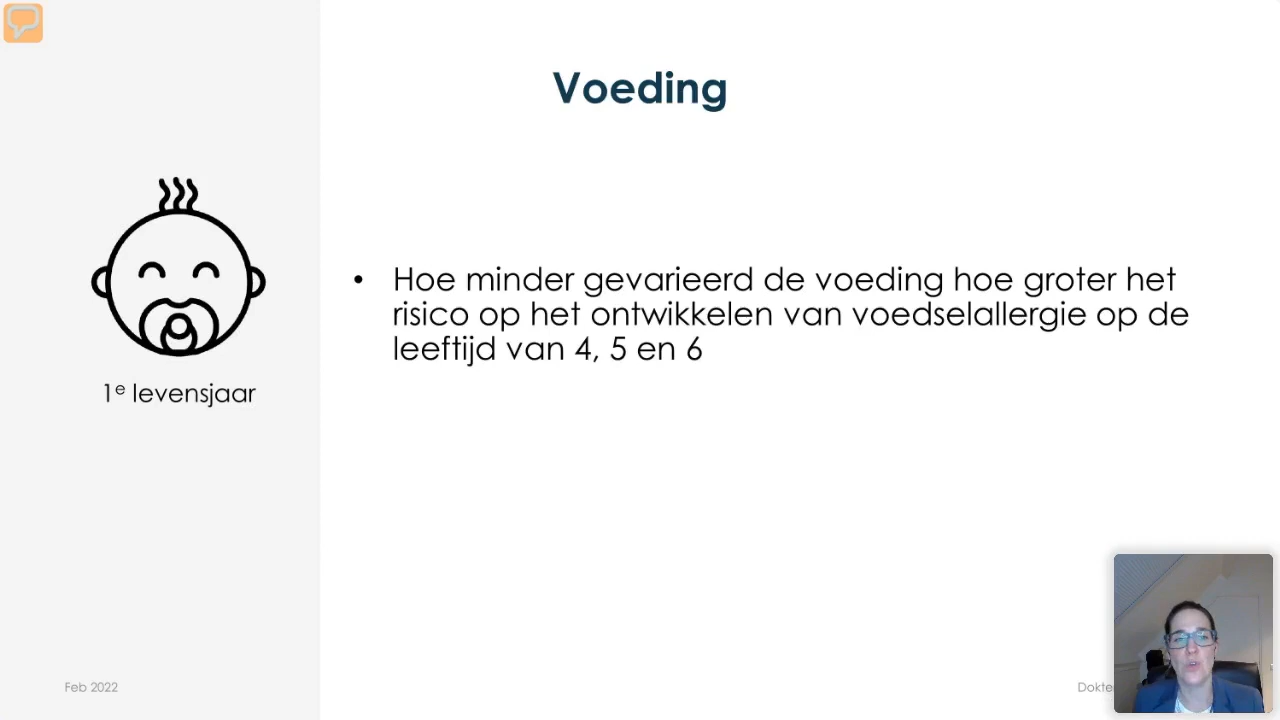 Voeding
• Hoe minder gevarieerd de voeding hoe groter het
risico op het ontwikkelen van voedselallergie op de
leeftijd van 4, 5 en 6
1e levensjaar
Feb 2022